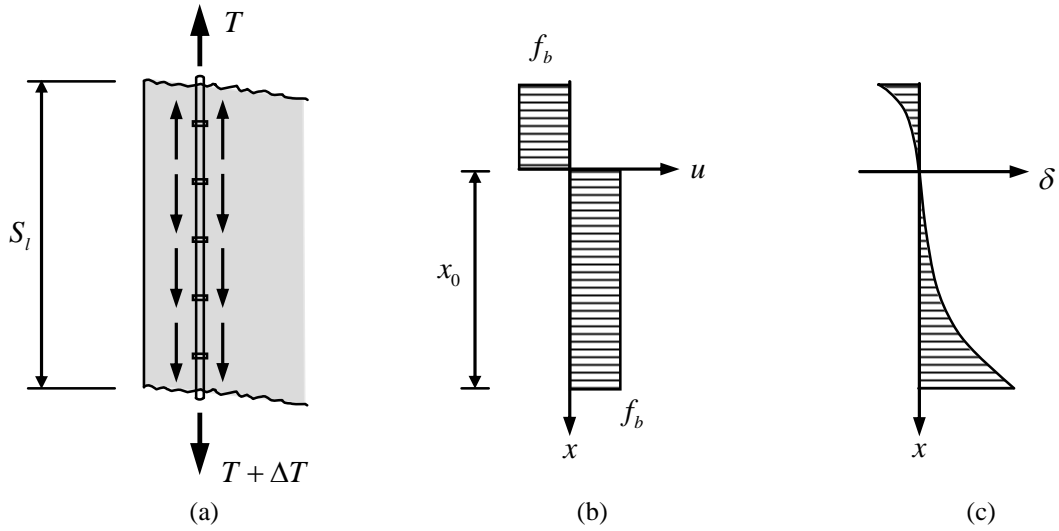 T
S_l
T + ΔT
(a)
f_b
u
x_0
f_b
x
(b)
δ
x
(c)